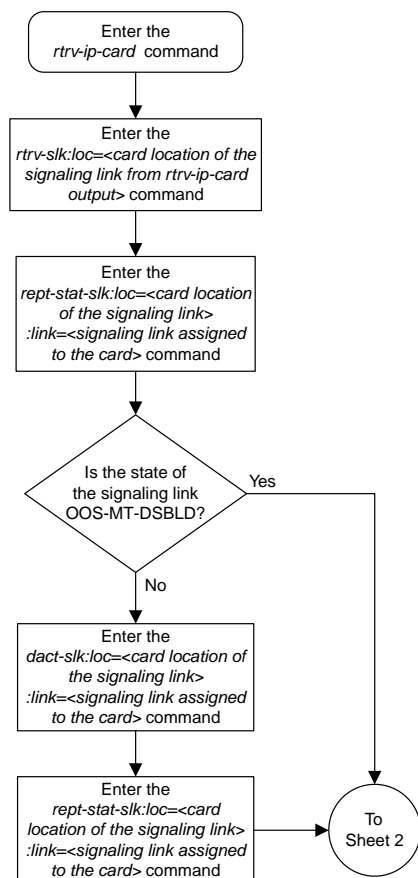 Enter the
rtrv-ip-card command
Enter the
rtrv-slk:loc=<card location of the
signaling link from rtrv-ip-card
output> command
Enter the
rept-stat-slk:loc=<card location
of the signaling link>
:link=<signaling link assigned
to the card> command
Is the state of
the signaling link
OOS-MT-DSBLD?
Yes
No
Enter the
dact-slk:loc=<card location of
the signaling link>
:link=<signaling link assigned
to the card> command
Enter the
rept-stat-slk:loc=<card
location of the signaling link>
:link=<signaling link assigned
to the card> command
To
Sheet 2